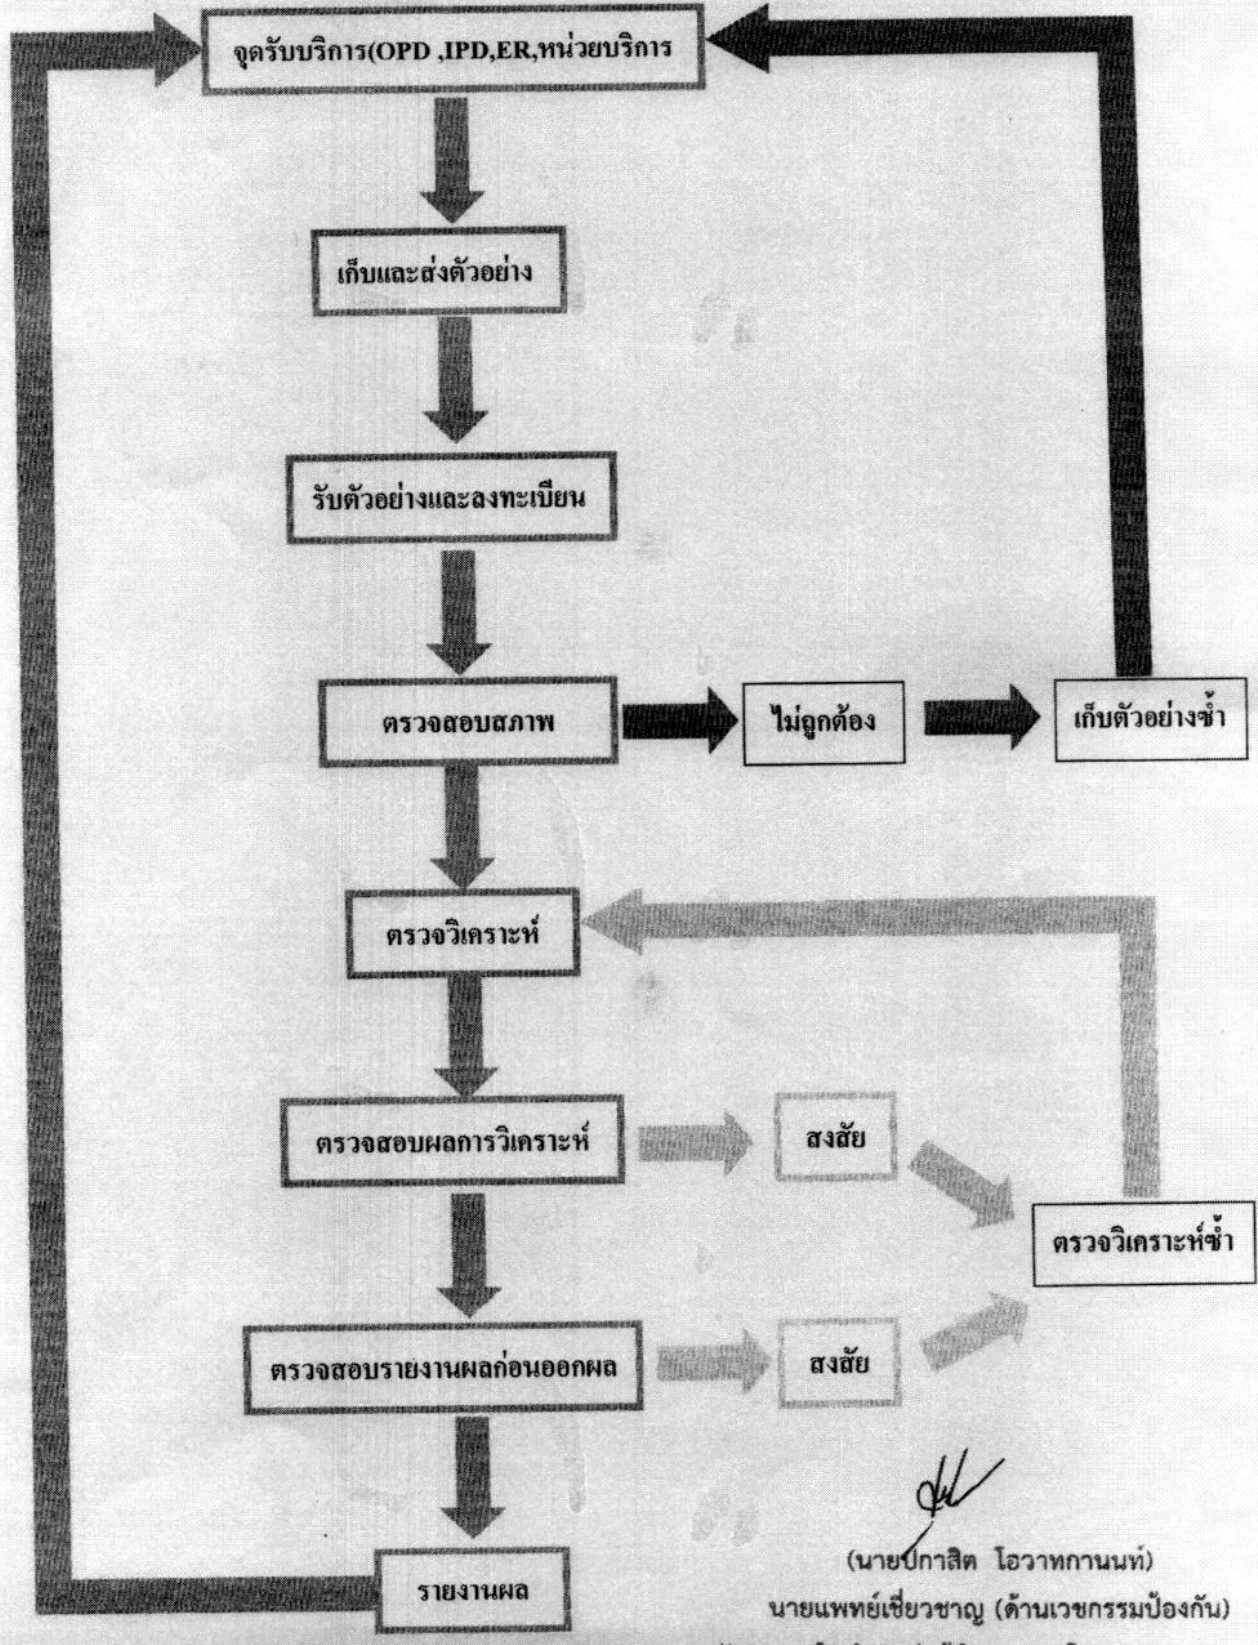 จุดรับบริการ(OPD ,IPD,ER,หน่วยบริการ
เก็บและส่งตัวอย่าง
รับตัวอย่างและลงทะเบียน
ตรวจสอบสภาพ
ไม่ถูกต้อง
เก็บตัวอย่างซ้ำ
ตรวจวิเคราะห์
ตรวจสอบผลการวิเคราะห์
สงสัย
ตรวจวิเคราะห์ซ้ำ
ตรวจสอบรายงานผลก่อนออกผล
สงสัย
รายงานผล
(นายปกาสิต โอวาทกานนท์)
นายแพทย์เชี่ยวชาญ (ด้านเวชกรรมป้องกัน)